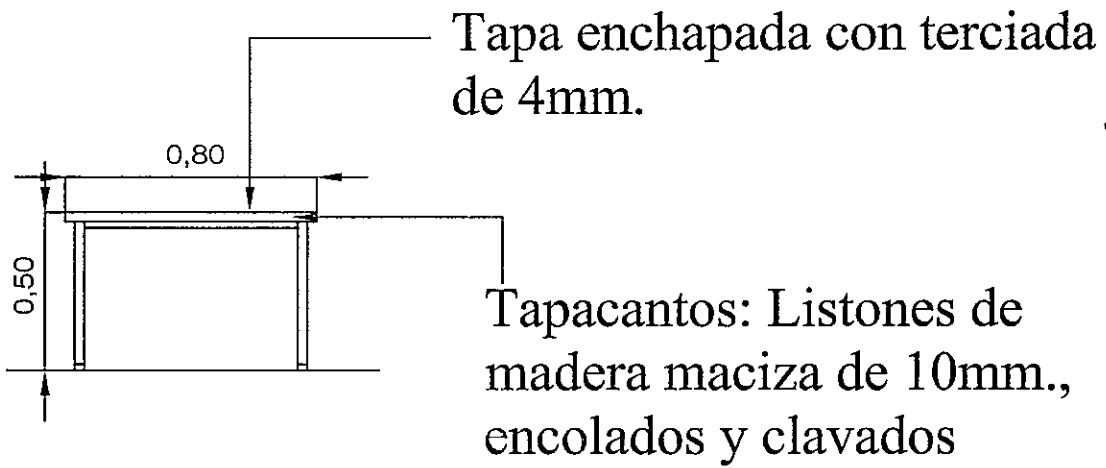 Tapa enchapada con terciada
de 4mm.
0,80
0,50
Tapacantos: Listones de
madera maciza de 10mm.,
encolados y clavados